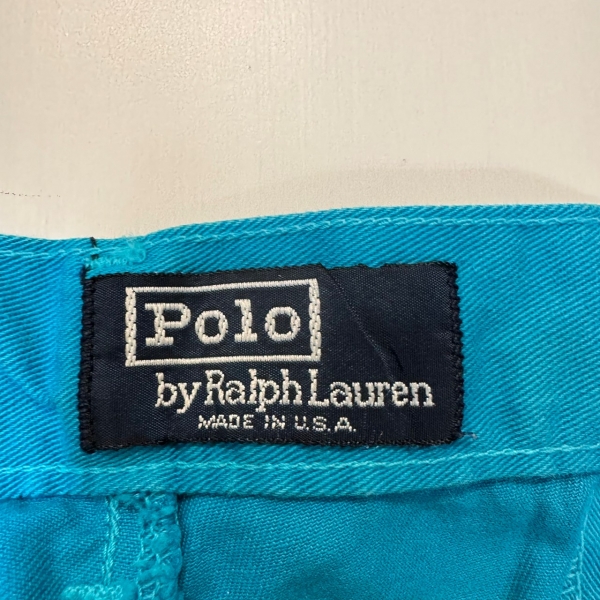 Polo
by Ralph Lauren
MADE IN U.S.A.